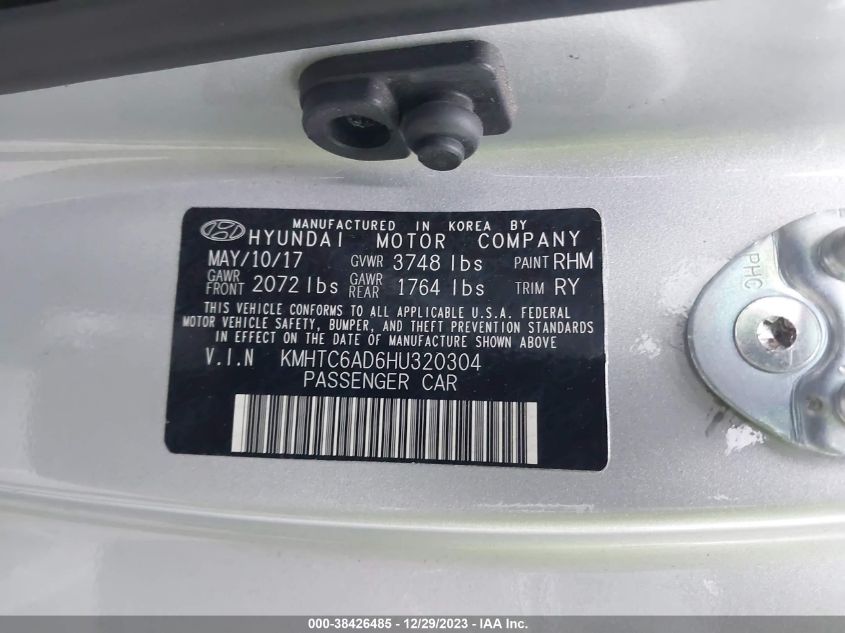 MANUFACTURED IN KOREA BY
HYUNDAI MOTOR COMPANY
MAY/10/17 GVWR 3748 lbs PAINT RHM
GAWR FRONT 2072 lbs GAWR REAR 1764 lbs TRIM RY
THIS VEHICLE CONFORMS TO ALL APPLICABLE U.S.A. FEDERAL
MOTOR VEHICLE SAFETY, BUMPER, AND THEFT PREVENTION STANDARDS
IN EFFECT ON THE DATE OF MANUFACTURE SHOWN ABOVE
V.I.N KMHTC6AD6HU320304
PASSENGER CAR
PHC
000-38426485 - 12/29/2023 - IAA Inc.